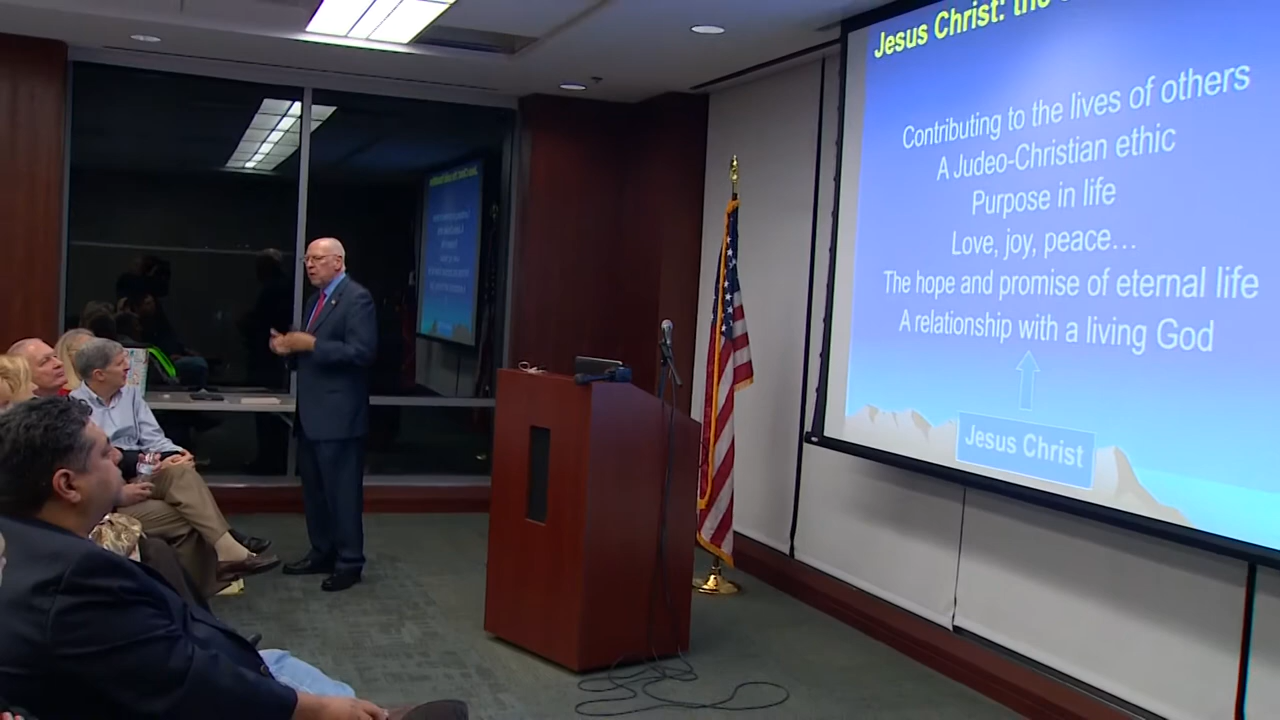 Jesus Christ: the
Contributing to the lives of others
A Judeo-Christian ethic
Purpose in life
Love, joy, peace…
The hope and promise of eternal life
A relationship with a living God
Jesus Christ